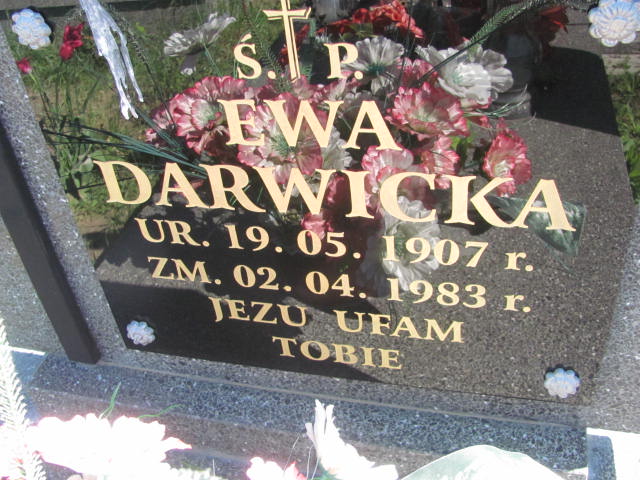 Ś. P.
EWA
DARWICKA
UR. 19. 05. 1907 r.
ZM. 02. 04. 1983 r.
JEZU UFAM
TOBIE